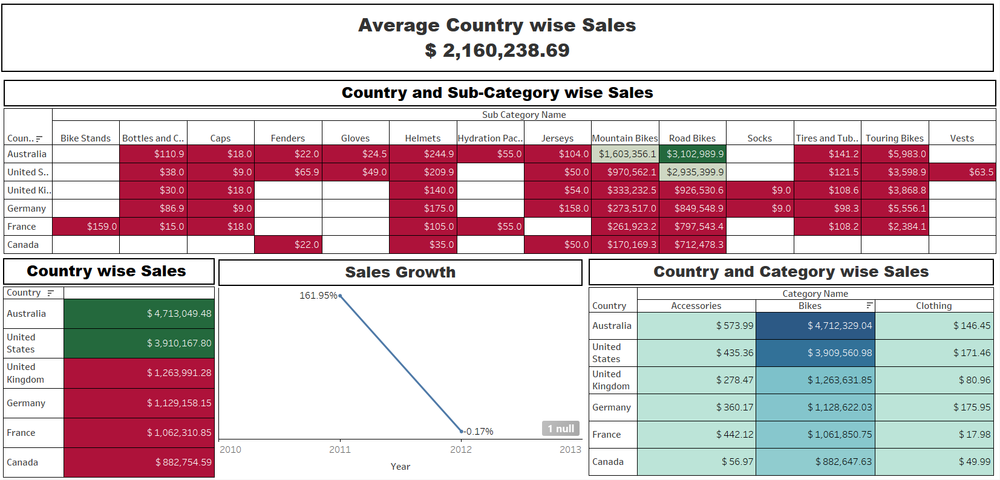 Average Country wise Sales
$ 2,160,238.69
Country and Sub-Category wise Sales
Sub Category Name
Coun.. Bike Stands Bottles and C.. Caps Fenders Gloves Helmets Hydration Pac.. Jerseys Mountain Bikes Road Bikes Socks Tires and Tub.. Touring Bikes Vests
Australia $110.9 $18.0 $22.0 $24.5 $244.9 $55.0 $104.0 $1,603,356.1 $3,102,989.9 $141.2 $5,983.0
United S.. $38.0 $9.0 $65.9 $49.0 $209.9 $50.0 $970,562.1 $2,935,399.9 $121.5 $3,598.9 $63.5
United Ki.. $30.0 $18.0 $140.0 $54.0 $333,232.5 $926,530.6 $9.0 $108.6 $3,868.8
Germany $86.9 $9.0 $175.0 $158.0 $273,517.0 $849,548.9 $9.0 $98.3 $5,556.1
France $159.0 $15.0 $18.0 $105.0 $55.0 $261,923.2 $797,543.4 $108.2 $2,384.1
Canada $22.0 $35.0 $50.0 $170,169.3 $712,478.3
Country wise Sales
Country
Australia $ 4,713,049.48
United
States $ 3,910,167.80
United
Kingdom $ 1,263,991.28
Germany $ 1,129,158.15
France $ 1,062,310.85
Canada $ 882,754.59
Sales Growth
161.95%
-0.17%
1 null
2010 2011 2012 2013
Year
Country and Category wise Sales
Category Name
Country Accessories Bikes Clothing
Australia $ 573.99 $ 4,712,329.04 $ 146.45
United
States $ 435.36 $ 3,909,560.98 $ 171.46
United
Kingdom $ 278.47 $ 1,263,631.85 $ 80.96
Germany $ 360.17 $ 1,128,622.03 $ 175.95
France $ 442.12 $ 1,061,850.75 $ 17.98
Canada $ 56.97 $ 882,647.63 $ 49.99